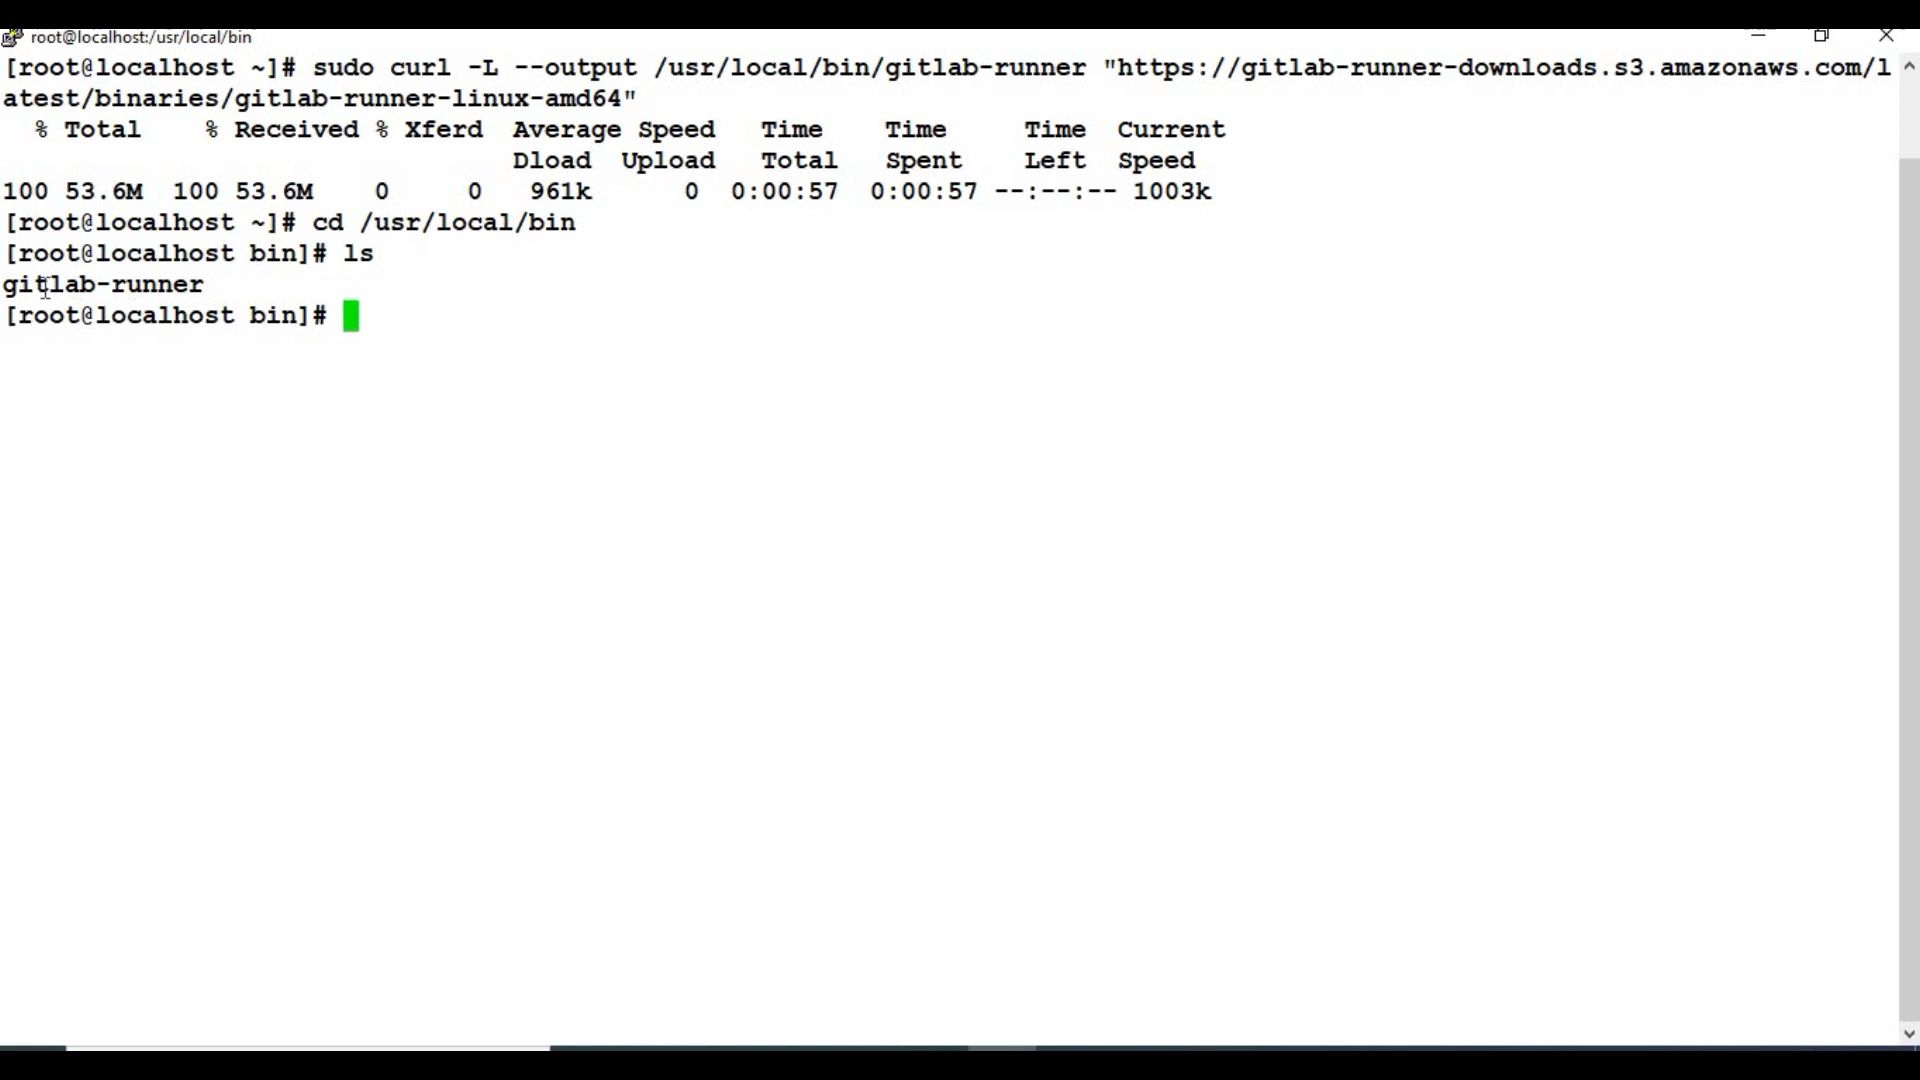 root@localhost:/usr/local/bin
[root@localhost ~]# sudo curl -L --output /usr/local/bin/gitlab-runner "https://gitlab-runner-downloads.s3.amazonaws.com/l
atest/binaries/gitlab-runner-linux-amd64"
% Total % Received % Xferd Average Speed Time Time Time Current
Dload Upload Total Spent Left Speed
100 53.6M 100 53.6M 0 0 961k 0 0:00:57 0:00:57 --:--:-- 1003k
[root@localhost ~]# cd /usr/local/bin
[root@localhost bin]# ls
gitlab-runner
[root@localhost bin]#